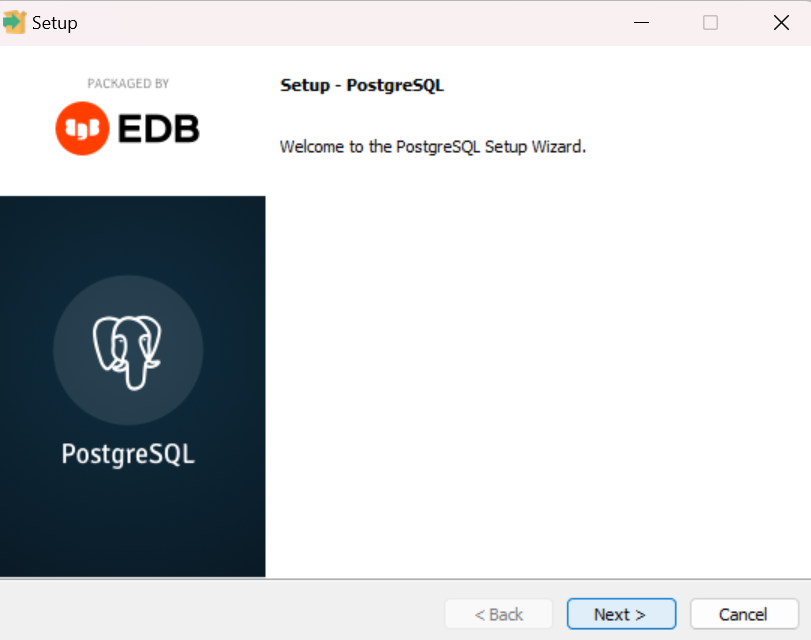 Setup
PACKAGED BY
EDB
Setup - PostgreSQL
Welcome to the PostgreSQL Setup Wizard.
PostgreSQL
< Back
Next >
Cancel